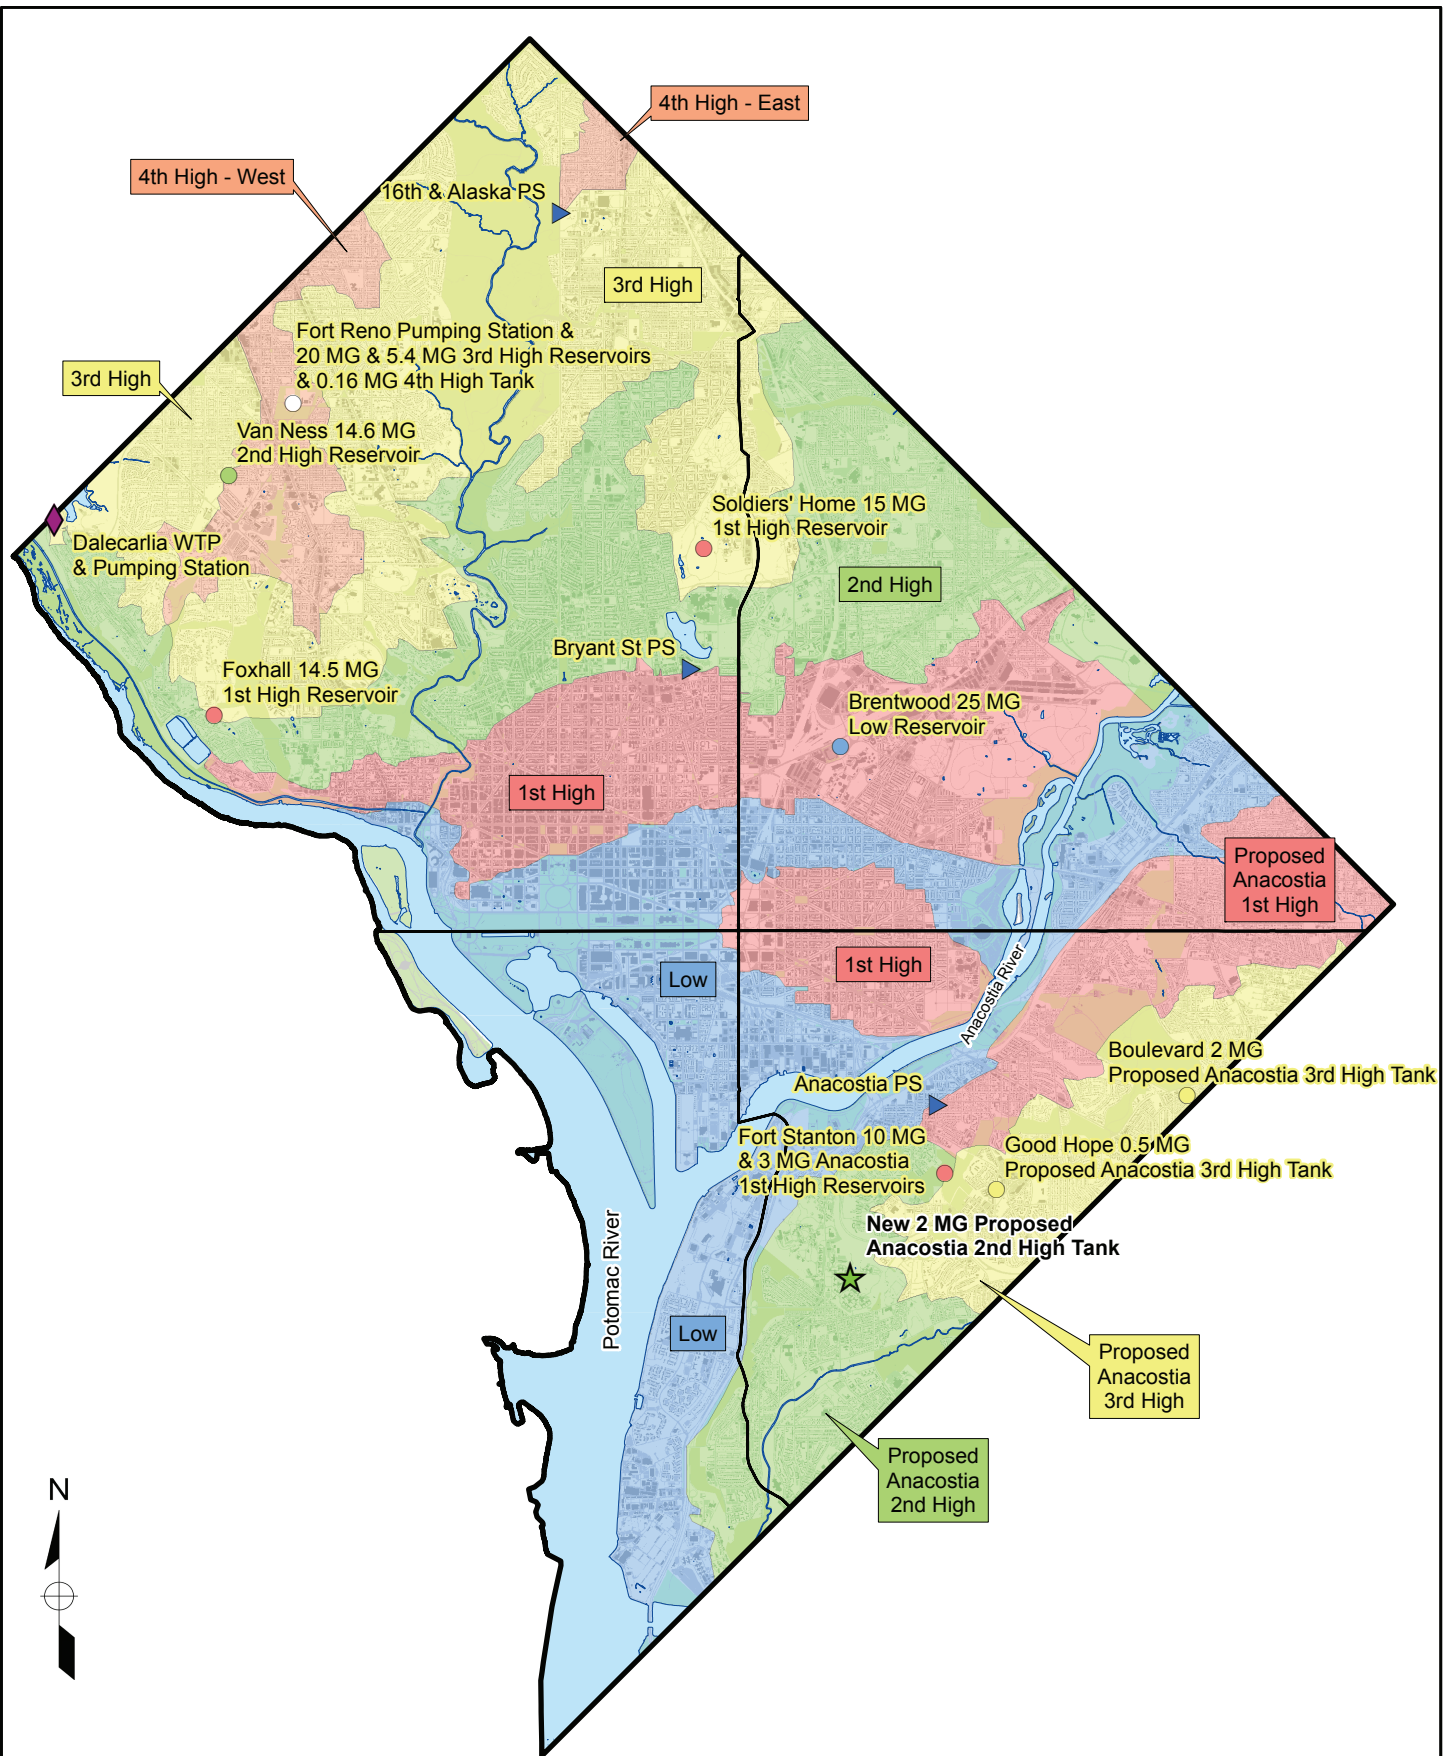 4th High - East
4th High - West
16th & Alaska PS
3rd High
Fort Reno Pumping Station &
20 MG & 5.4 MG 3rd High Reservoirs
& 0.16 MG 4th High Tank
3rd High
Van Ness 14.6 MG
2nd High Reservoir
Soldiers' Home 15 MG
1st High Reservoir
Dalecarlia WTP
& Pumping Station
2nd High
Bryant St PS
Foxhall 14.5 MG
1st High Reservoir
Brentwood 25 MG
Low Reservoir
1st High
Proposed
Anacostia
1st High
1st High
Low
Anacostia River
Boulevard 2 MG
Proposed Anacostia 3rd High Tank
Anacostia PS
Fort Stanton 10 MG
& 3 MG Anacostia
1st High Reservoirs
Good Hope 0.5 MG
Proposed Anacostia 3rd High Tank
New 2 MG Proposed
Anacostia 2nd High Tank
Potomac River
Low
Proposed
Anacostia
3rd High
Proposed
Anacostia
2nd High
N